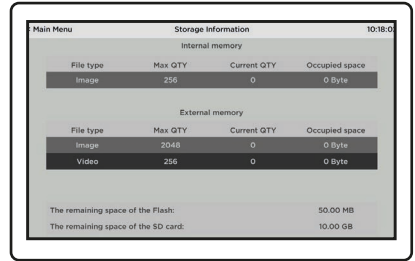 Main Menu Storage Information 10:18:0
Internal memory
File type Max QTY Current QTY Occupied space
Image 256 0 0 Byte
External memory
File type Max QTY Current QTY Occupied space
Image 2048 0 0 Byte
Video 256 0 0 Byte
The remaining space of the Flash: 50.00 MB
The remaining space of the SD card: 10.00 GB